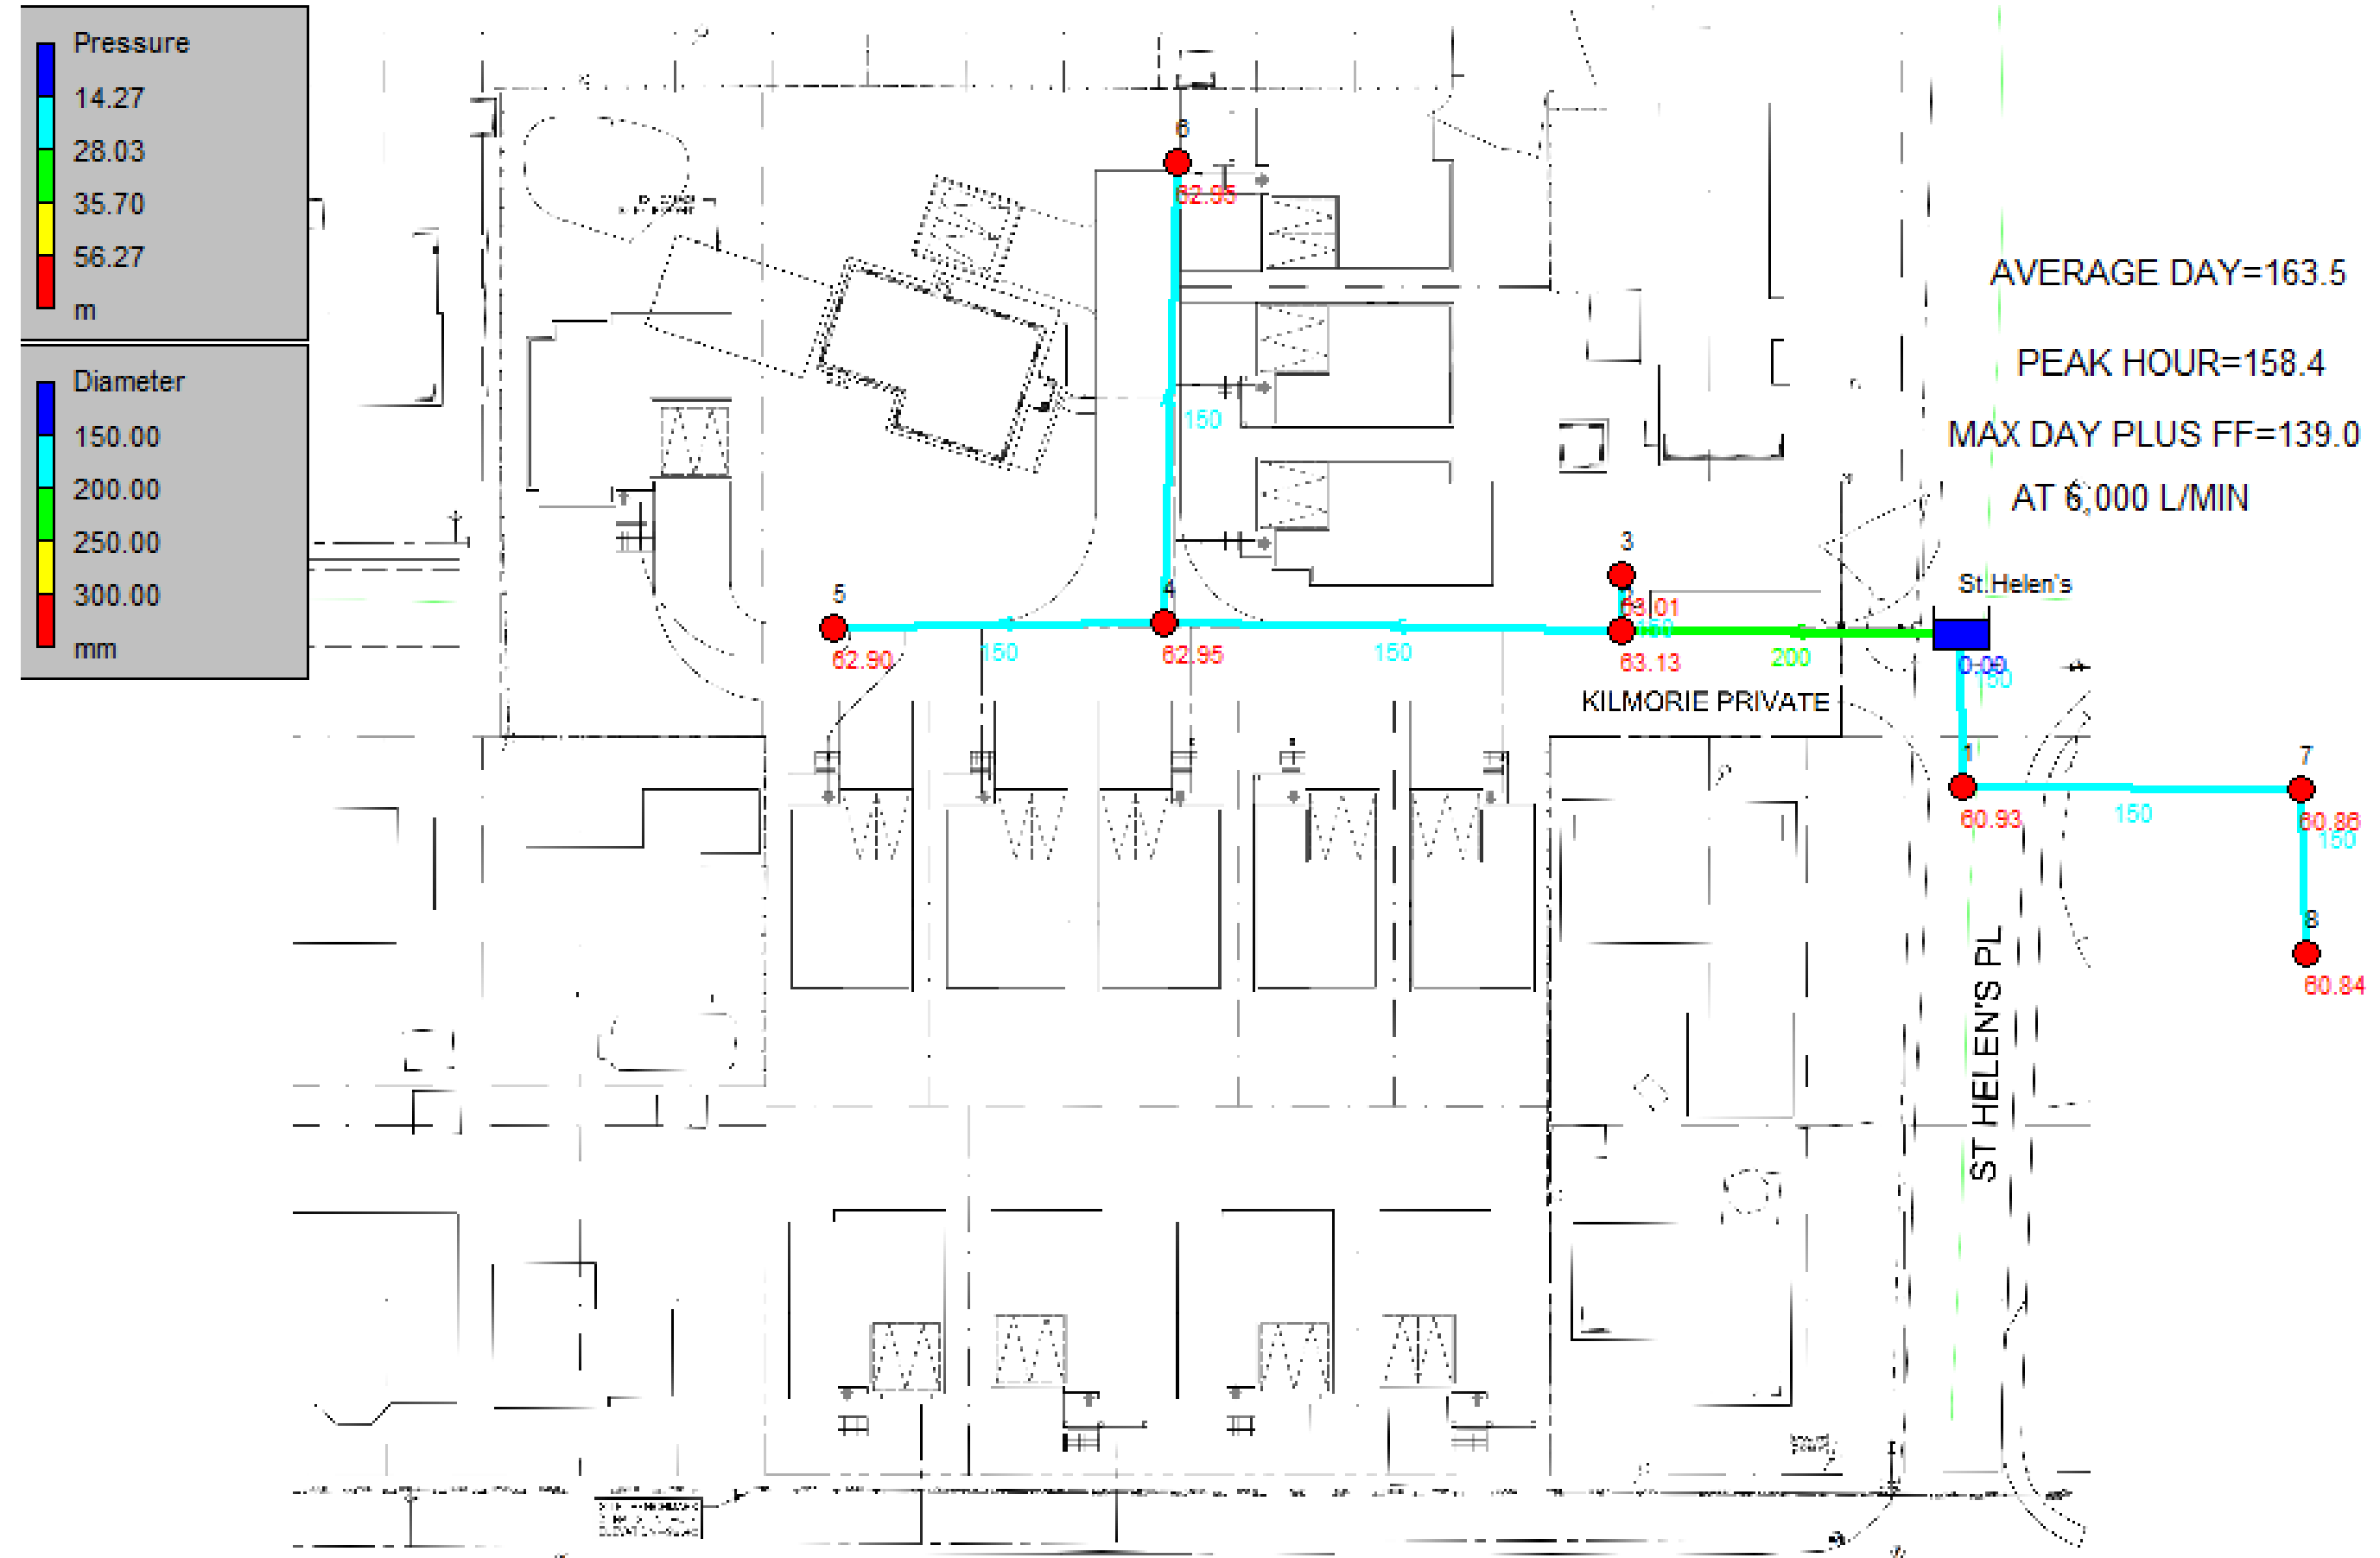 Pressure
14.27
28.03
35.70
56.27
m
Diameter
150.00
200.00
250.00
300.00
mm
6
62.95
150
AVERAGE DAY=163.5
PEAK HOUR=158.4
MAX DAY PLUS FF=139.0
AT 6,000 L/MIN
3
63.01
St.Helen's
5
4
62.90
150
62.95
150
63.13
150
200
0.00
150
KILMORIE PRIVATE
1
7
60.93
150
60.86
150
8
60.84
ST HELEN'S PL